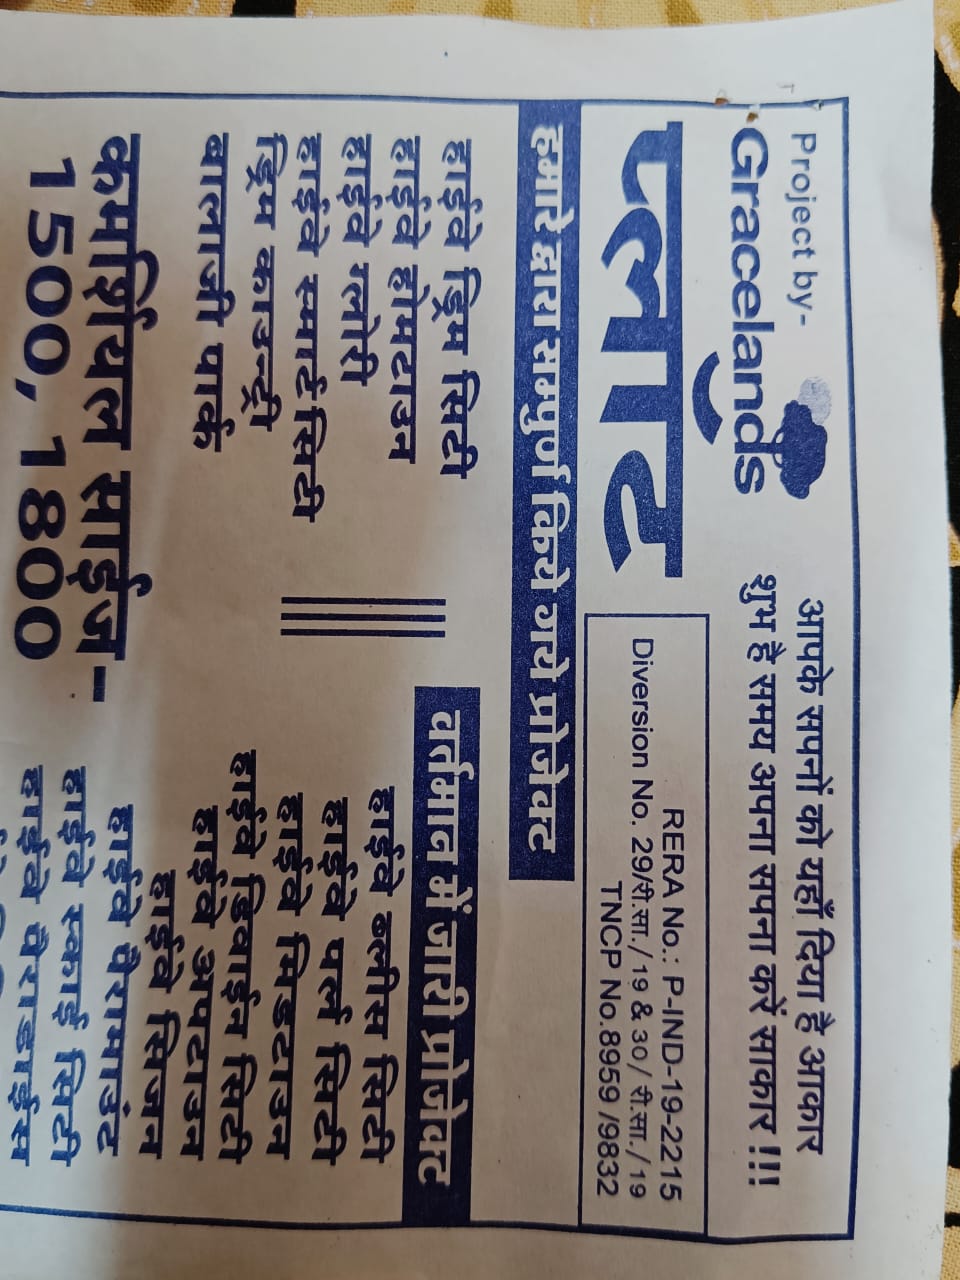 Project by-
Gracelands
आपके सपनों को यहाँ दिया है आकार
शुभ है समय अपना सपना करें साकार !!!
प्लाट
RERA No.: P-IND-19-2215
Diversion No. 29/री.सा./ 19 & 30 / री.सा./ 19
TNCP No.8959 /9832
हमारे द्वारा सम्पुर्ण किये गये प्रोजेक्ट
हाईवे ड्रिम सिटी
हाईवे होमटाउन
हाईवे ग्लोरी
हाईवे स्मार्ट सिटी
ड्रिम काउन्ट्री
बालाजी पार्क
वर्तमान में जारी प्रोजेक्ट
हाईवे ब्लीस सिटी
हाईवे पर्ल सिटी
हाईवे मिडटाउन
हाईवे डिवाईन सिटी
हाईवे अपटाउन
हाईवे सिजन
हाईवे पैरामाउंट
हाईवे स्काई सिटी
हाईवे पैराडाईस
कमर्शियल साईज-
1500, 1800